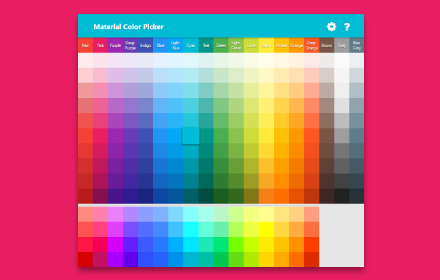 Material Color Picker ?
Red Pink Purple Deep Purple Indigo Blue Light Blue Cyan Teal Green Light Green Lime Yellow Amber Orange Deep Orange Brown Grey Blue Grey